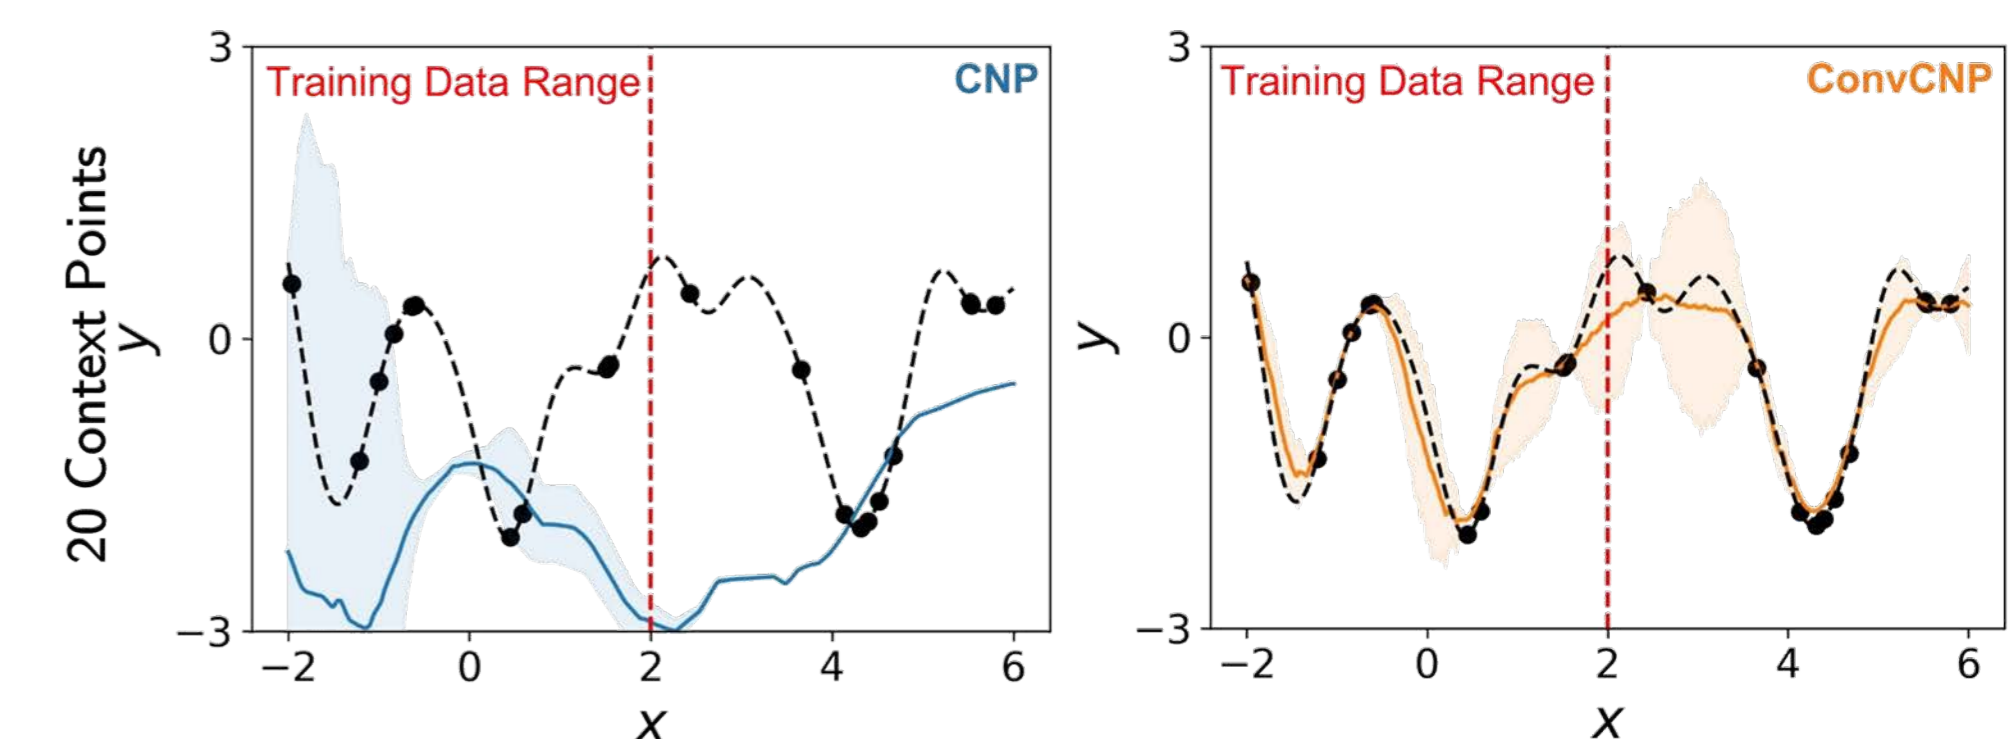 20 Context Points
y
3
0
−3
Training Data Range
CNP
−2 0 2 4 6
x
y
3
0
−3
Training Data Range
ConvCNP
−2 0 2 4 6
x